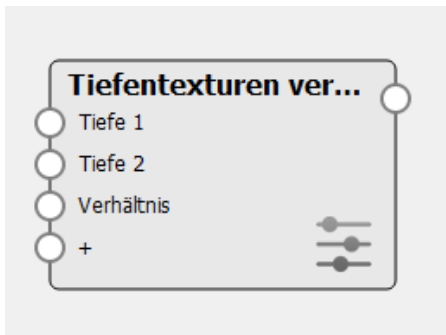 Tiefentexturen ver...
Tiefe 1
Tiefe 2
Verhältnis
+